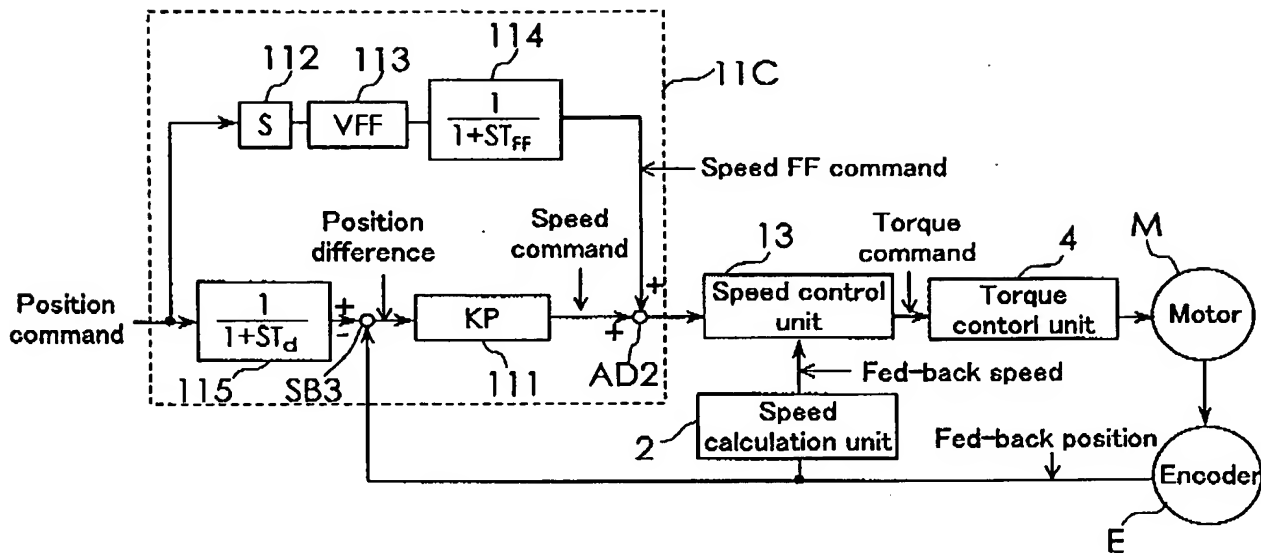 112
113
114
11C
S
VFF
1
1+ST_FF
Speed FF command
Position
difference
Speed
command
Torque
command
13
4
M
Position
command
1
1+ST_d
+
-
KP
+
+
Speed control
unit
Torque
contorl unit
Motor
115
SB3
111
AD2
Fed-back speed
2
Speed
calculation unit
Fed-back position
Encoder
E